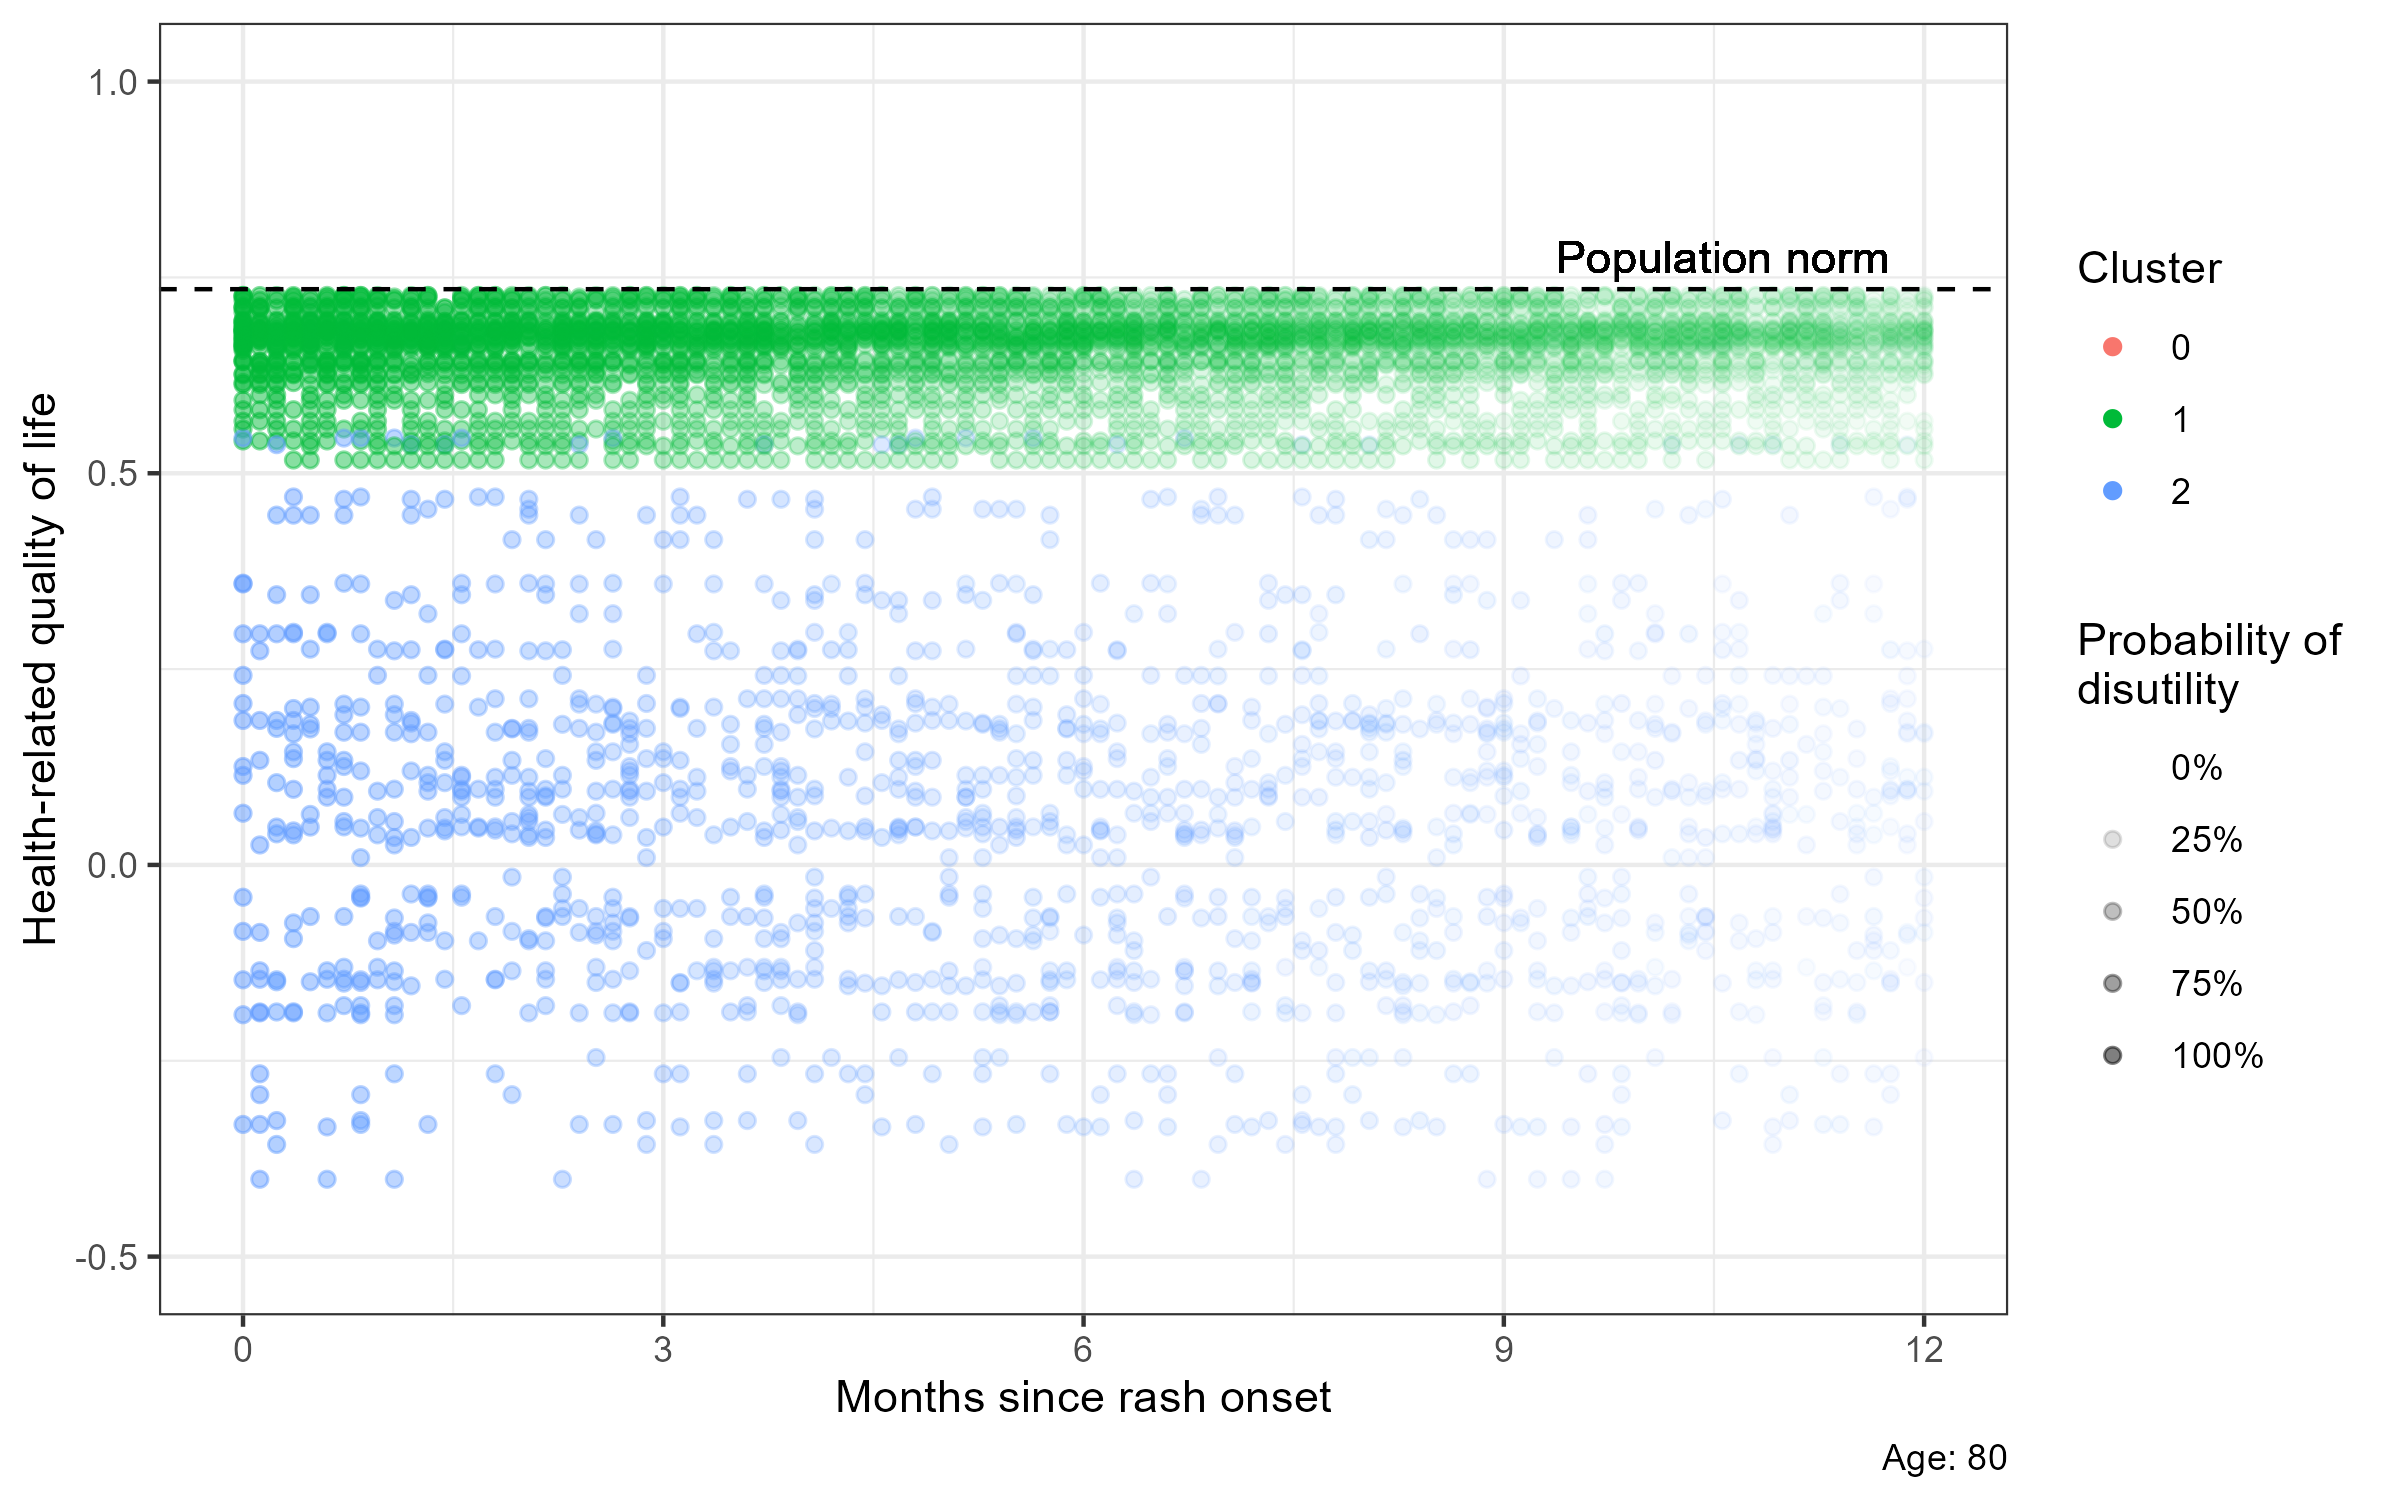 Health-related quality of life
1.0
0.5
0.0
-0.5
Population norm
0
3
6
9
12
Months since rash onset
Age: 80
Cluster
0
1
2
Probability of
disutility
0%
25%
50%
75%
100%